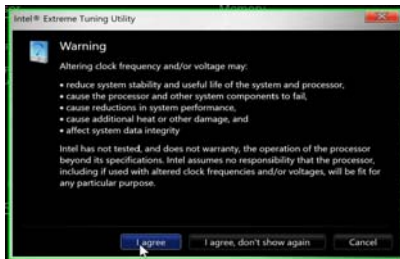 Intel® Extreme Tuning Utility
Warning
Altering clock frequency and/or voltage may:
• reduce system stability and useful life of the system and processor,
• cause the processor and other system components to fail,
• cause reductions in system performance,
• cause additional heat or other damage, and
• affect system data integrity
Intel has not tested, and does not warranty, the operation of the processor
beyond its specifications. Intel assumes no responsibility that the processor,
including if used with altered clock frequencies and/or voltages, will be fit for
any particular purpose.
I agree
I agree, don't show again
Cancel